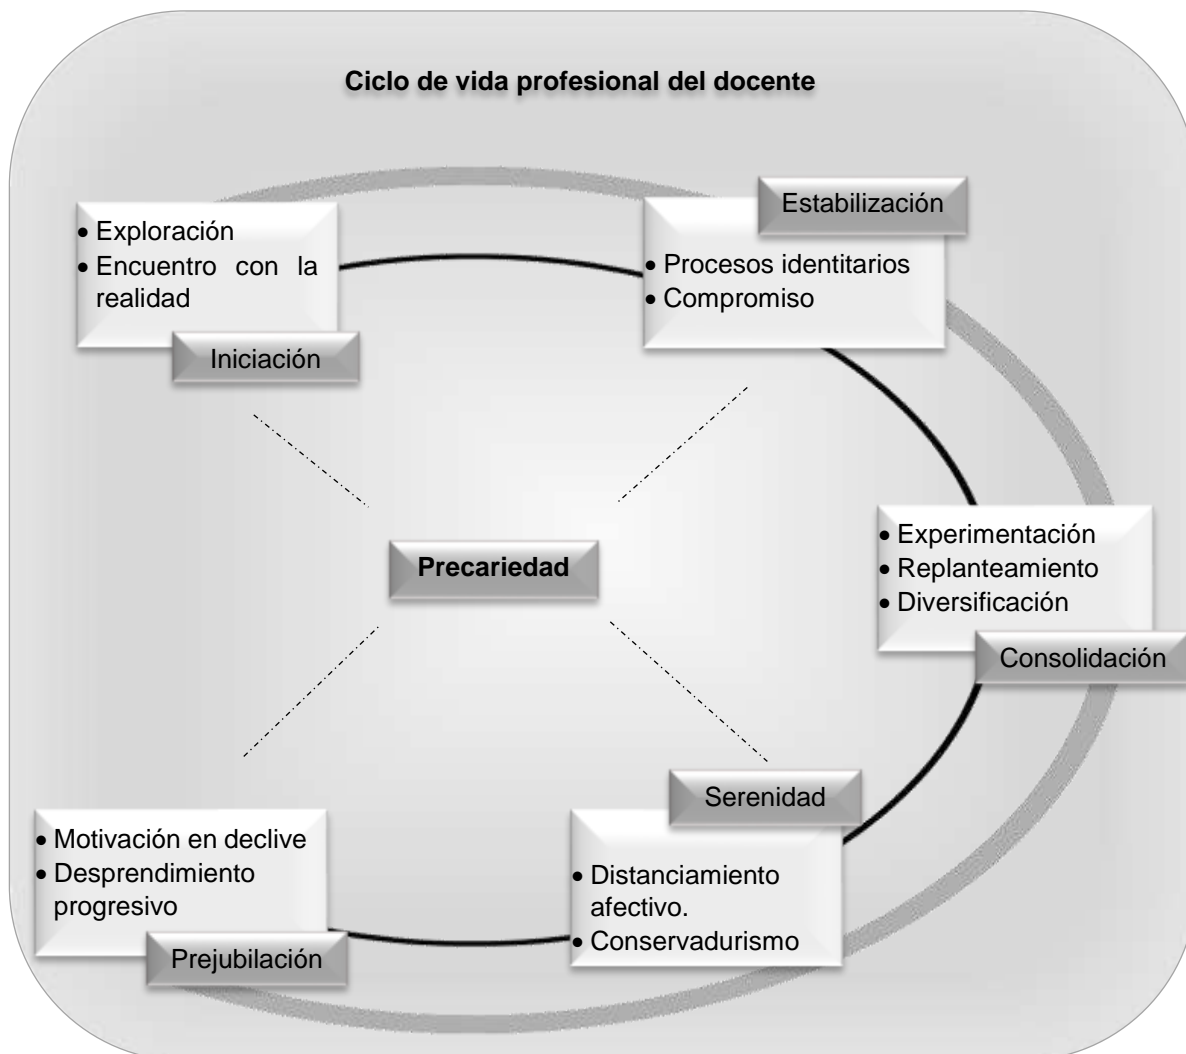 Ciclo de vida profesional del docente
• Exploración
• Encuentro con la
realidad
Iniciación
Estabilización
• Procesos identitarios
• Compromiso
• Experimentación
• Replanteamiento
• Diversificación
Consolidación
Precariedad
Serenidad
• Distanciamiento
afectivo.
• Conservadurismo
• Motivación en declive
• Desprendimiento
progresivo
Prejubilación